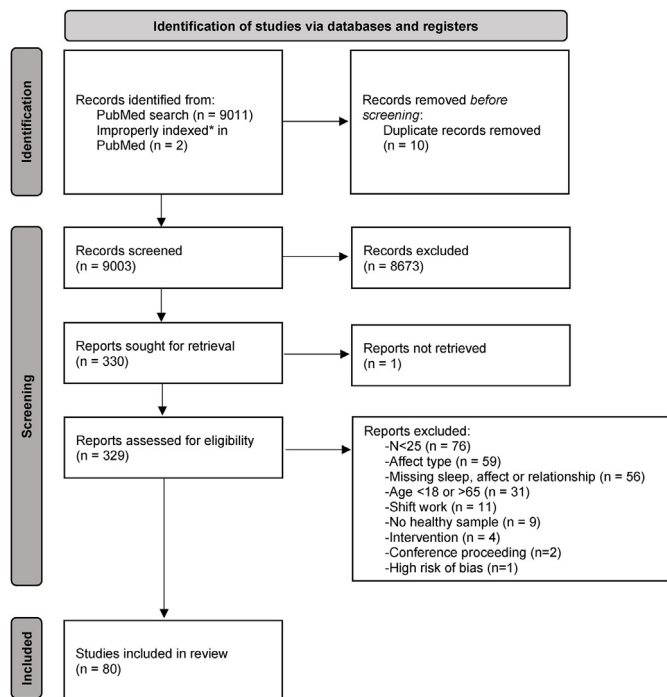 Identification of studies via databases and registers
Identification
Records identified from:
PubMed search (n = 9011)
Improperly indexed* in
PubMed (n = 2)
Records removed before
screening:
Duplicate records removed
(n = 10)
Screening
Records screened
(n = 9003)
Records excluded
(n = 8673)
Reports sought for retrieval
(n = 330)
Reports not retrieved
(n = 1)
Reports assessed for eligibility
(n = 329)
Reports excluded:
-N<25 (n = 76)
-Affect type (n = 59)
-Missing sleep, affect or relationship (n = 56)
-Age <18 or >65 (n = 31)
-Shift work (n = 11)
-No healthy sample (n = 9)
-Intervention (n = 4)
-Conference proceeding (n=2)
-High risk of bias (n=1)
Included
Studies included in review
(n = 80)